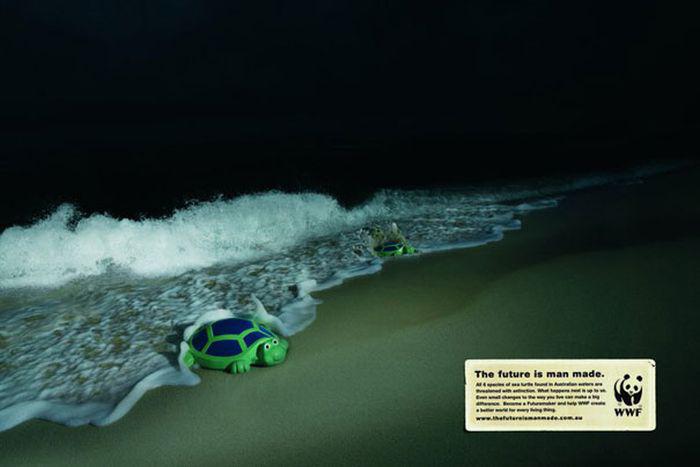 The future is man made.
All 6 species of sea turtle found in Australian waters are
threatened with extinction. What happens next is up to us.
Even small changes to the way you live can make a big
difference. Become a Futuremaker and help WWF create
a better world for every living thing.
www.thefutureismanmade.com.au
WWF